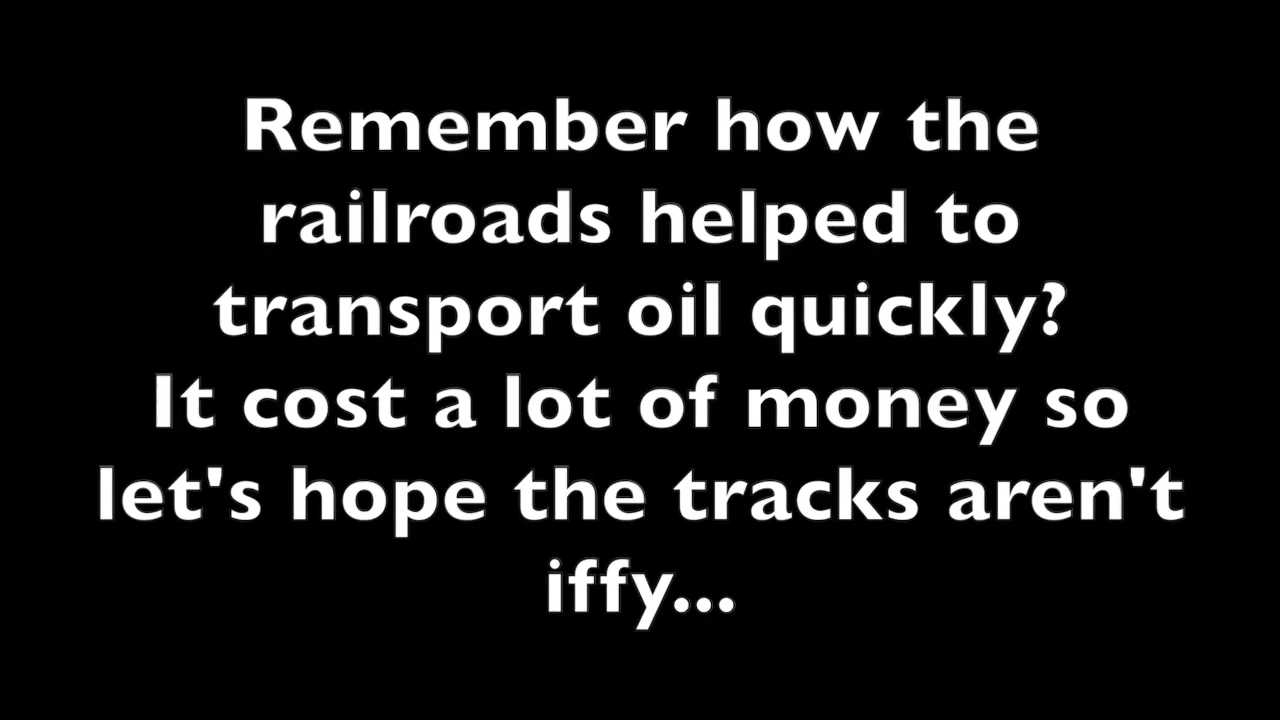 Remember how the
railroads helped to
transport oil quickly?
It cost a lot of money so
let's hope the tracks aren't
iffy...